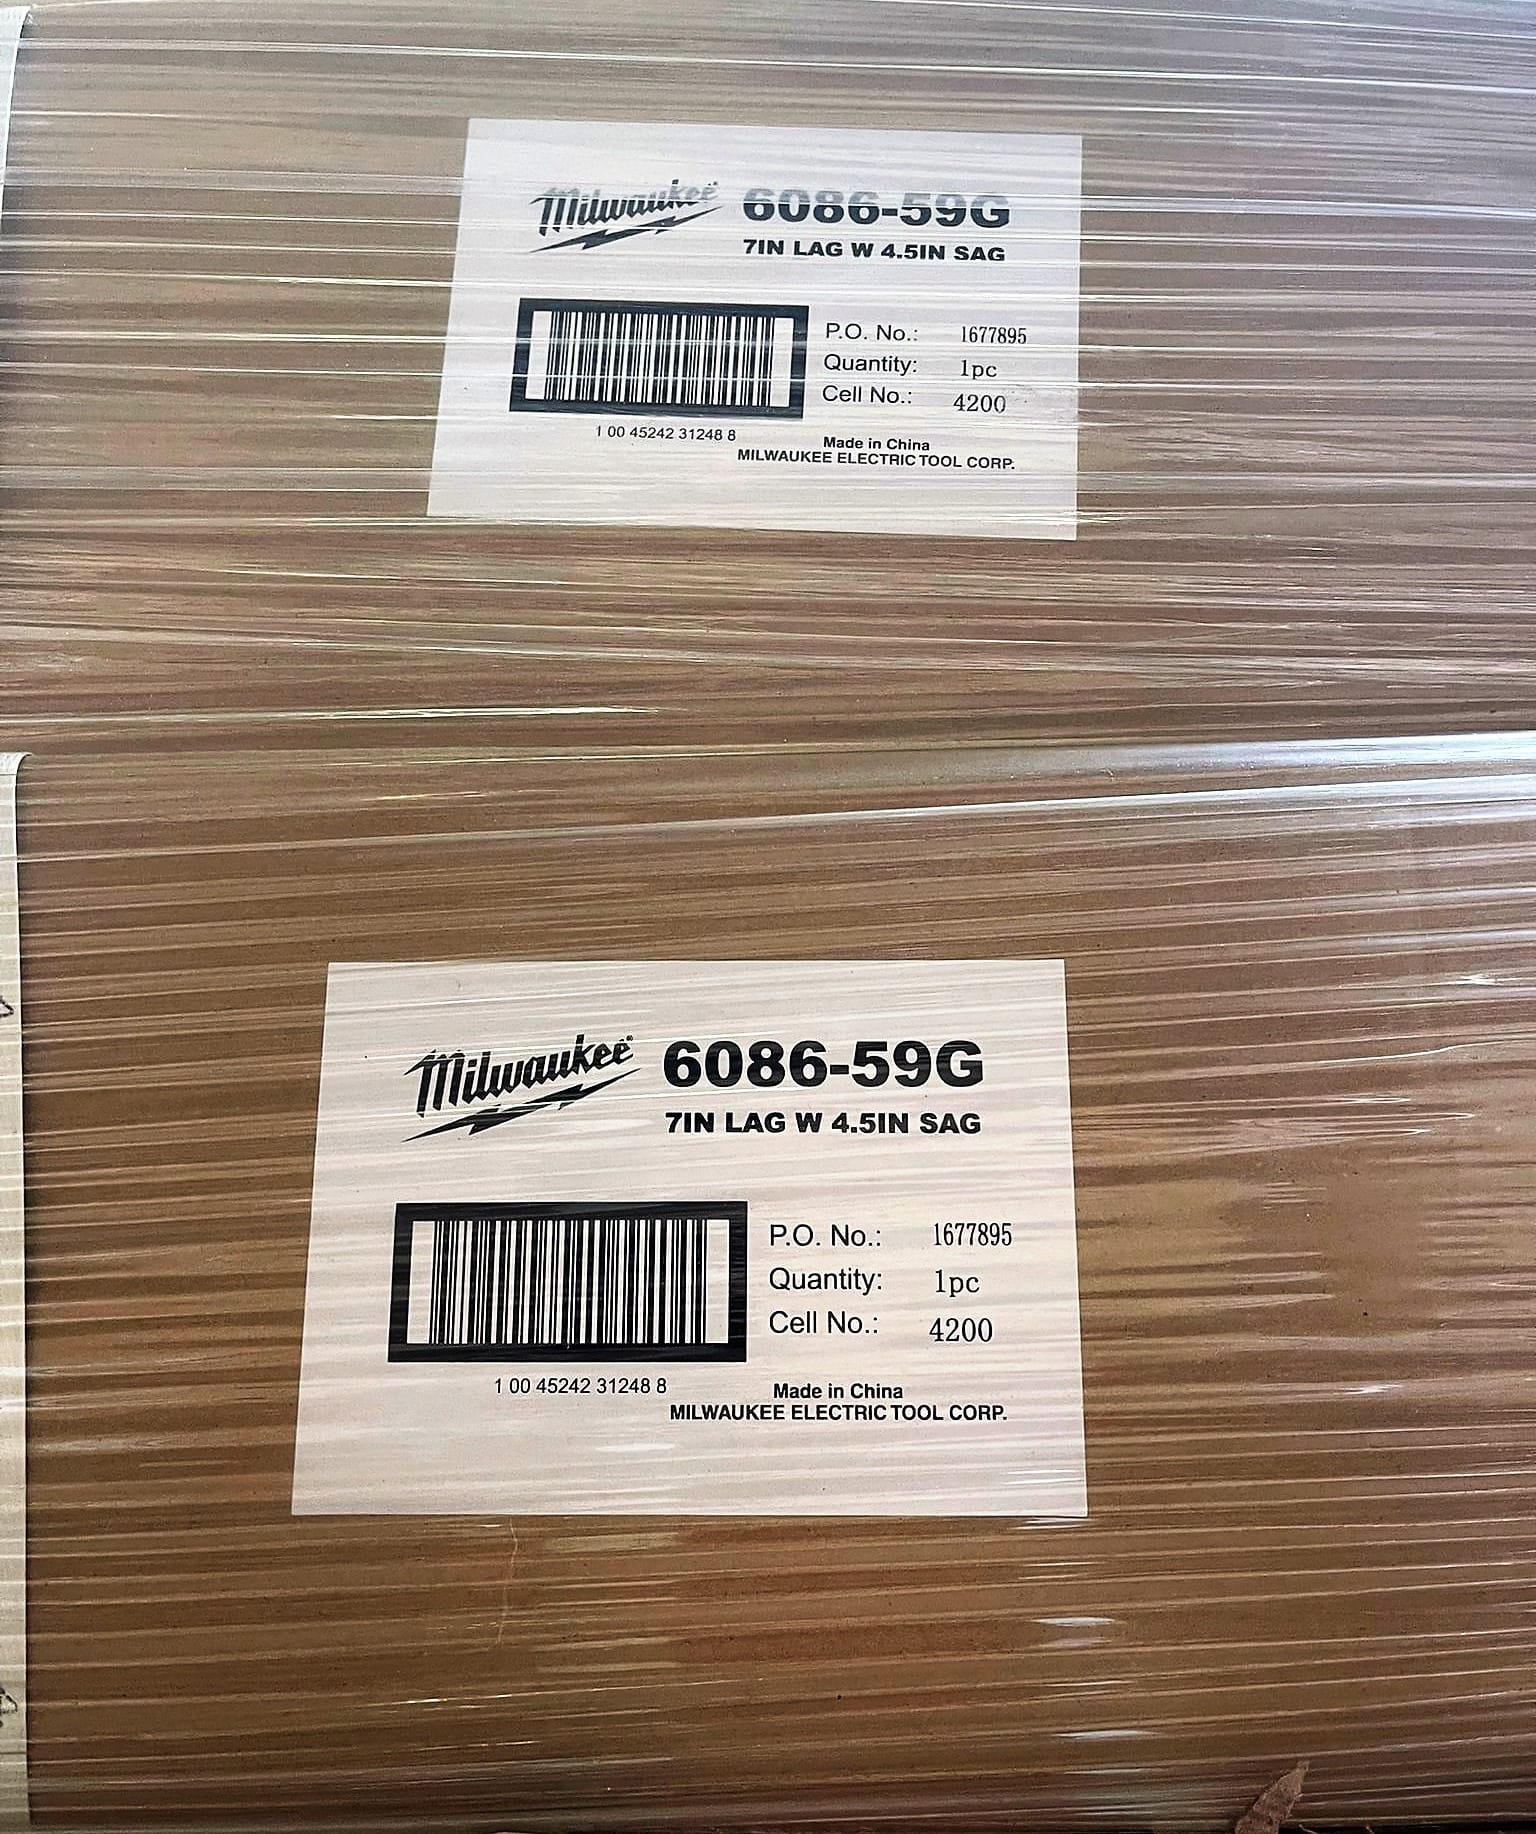 Milwaukee® 6086-59G
7IN LAG W 4.5IN SAG
P.O. No.: 1677895
Quantity: 1pc
Cell No.: 4200
1 00 45242 31248 8
Made in China
MILWAUKEE ELECTRIC TOOL CORP.
Milwaukee® 6086-59G
7IN LAG W 4.5IN SAG
P.O. No.: 1677895
Quantity: 1pc
Cell No.: 4200
1 00 45242 31248 8
Made in China
MILWAUKEE ELECTRIC TOOL CORP.